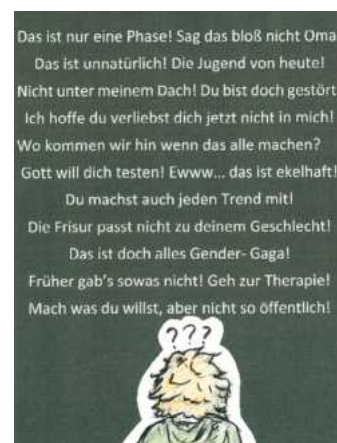 Das ist nur eine Phase! Sag das bloß nicht Oma
Das ist unnatürlich! Die Jugend von heute!
Nicht unter meinem Dach! Du bist doch gestört
Ich hoffe du verliebst dich jetzt nicht in mich!
Wo kommen wir hin wenn das alle machen?
Gott will dich testen! Ewww... das ist ekelhaft!
Du machst auch jeden Trend mit!
Die Frisur passt nicht zu deinem Geschlecht!
Das ist doch alles Gender- Gaga!
Früher gab's sowas nicht! Geh zur Therapie!
Mach was du willst, aber nicht so öffentlich!
???